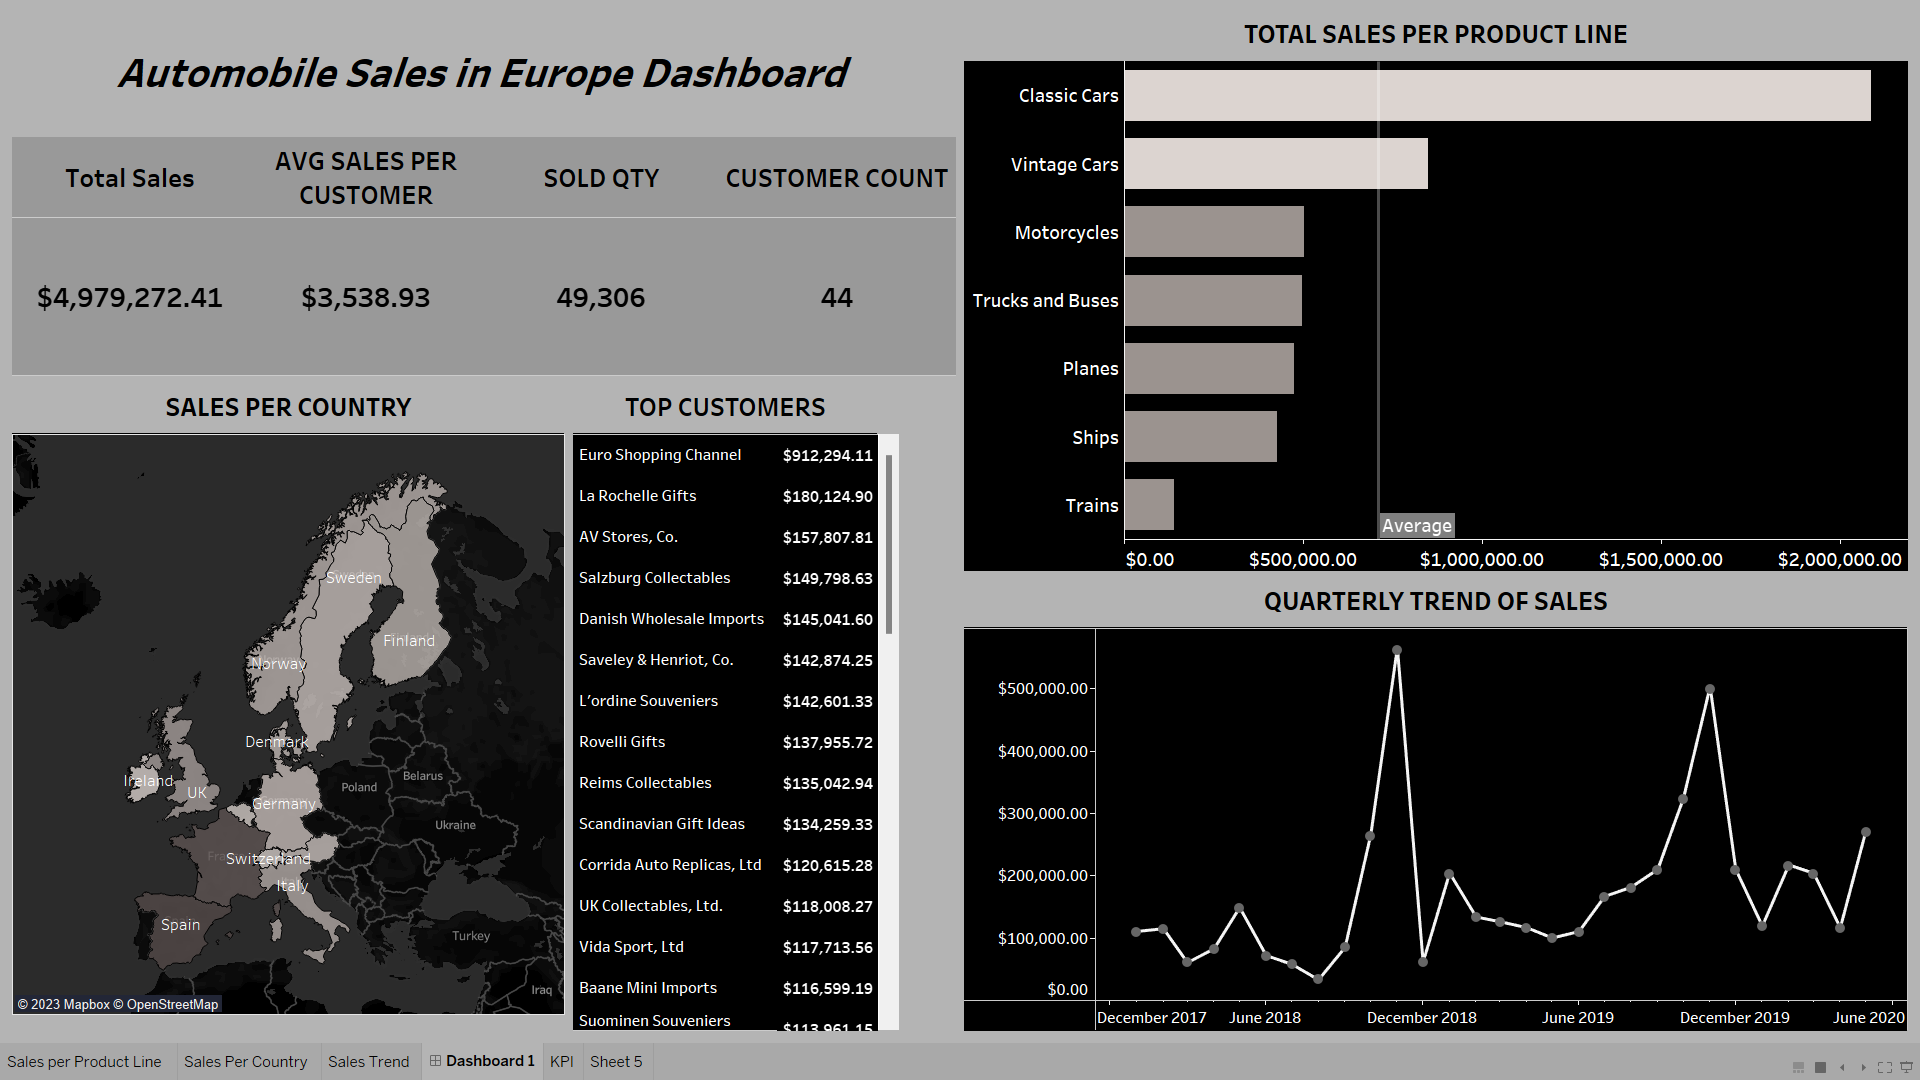 Automobile Sales in Europe Dashboard
Total Sales
AVG SALES PER
CUSTOMER
SOLD QTY
CUSTOMER COUNT
$4,979,272.41
$3,538.93
49,306
44
SALES PER COUNTRY
Sweden
Finland
Norway
Denmark
Ireland
UK
Germany
Poland
Belarus
Ukraine
Switzerland
Italy
Spain
Turkey
Iraq
© 2023 Mapbox © OpenStreetMap
TOP CUSTOMERS
Euro Shopping Channel $912,294.11
La Rochelle Gifts $180,124.90
AV Stores, Co. $157,807.81
Salzburg Collectables $149,798.63
Danish Wholesale Imports $145,041.60
Saveley & Henriot, Co. $142,874.25
L'ordine Souveniers $142,601.33
Rovelli Gifts $137,955.72
Reims Collectables $135,042.94
Scandinavian Gift Ideas $134,259.33
Corrida Auto Replicas, Ltd $120,615.28
UK Collectables, Ltd. $118,008.27
Vida Sport, Ltd $117,713.56
Baane Mini Imports $116,599.19
Suominen Souveniers $113,961.15
TOTAL SALES PER PRODUCT LINE
Classic Cars
Vintage Cars
Motorcycles
Trucks and Buses
Planes
Ships
Trains
Average
$0.00 $500,000.00 $1,000,000.00 $1,500,000.00 $2,000,000.00
QUARTERLY TREND OF SALES
$500,000.00
$400,000.00
$300,000.00
$200,000.00
$100,000.00
$0.00
December 2017 June 2018 December 2018 June 2019 December 2019 June 2020
Sales per Product Line Sales Per Country Sales Trend Dashboard 1 KPI Sheet 5